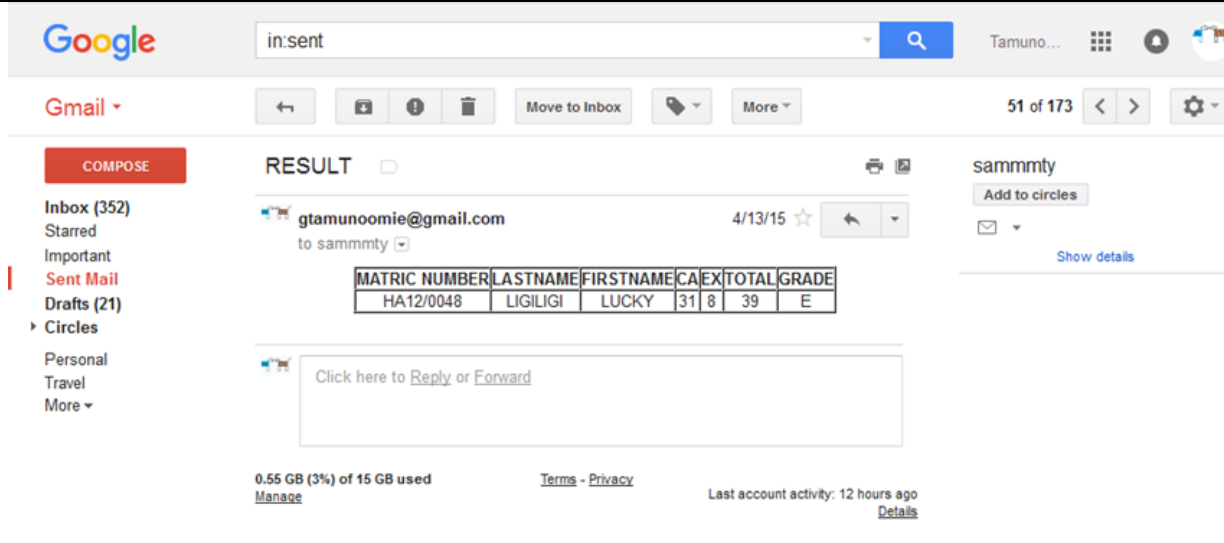 Google in:sent Tamuno...
Gmail Move to Inbox More 51 of 173
COMPOSE
RESULT
sammmty
Add to circles
Show details
Inbox (352)
Starred
Important
Sent Mail
Drafts (21)
Circles
Personal
Travel
More
gtamunoomie@gmail.com 4/13/15
to sammmty
MATRIC NUMBER LASTNAME FIRSTNAME CA EX TOTAL GRADE
HA12/0048 LIGILIGI LUCKY 31 8 39 E
Click here to Reply or Forward
0.55 GB (3%) of 15 GB used
Manage
Terms - Privacy
Last account activity: 12 hours ago
Details